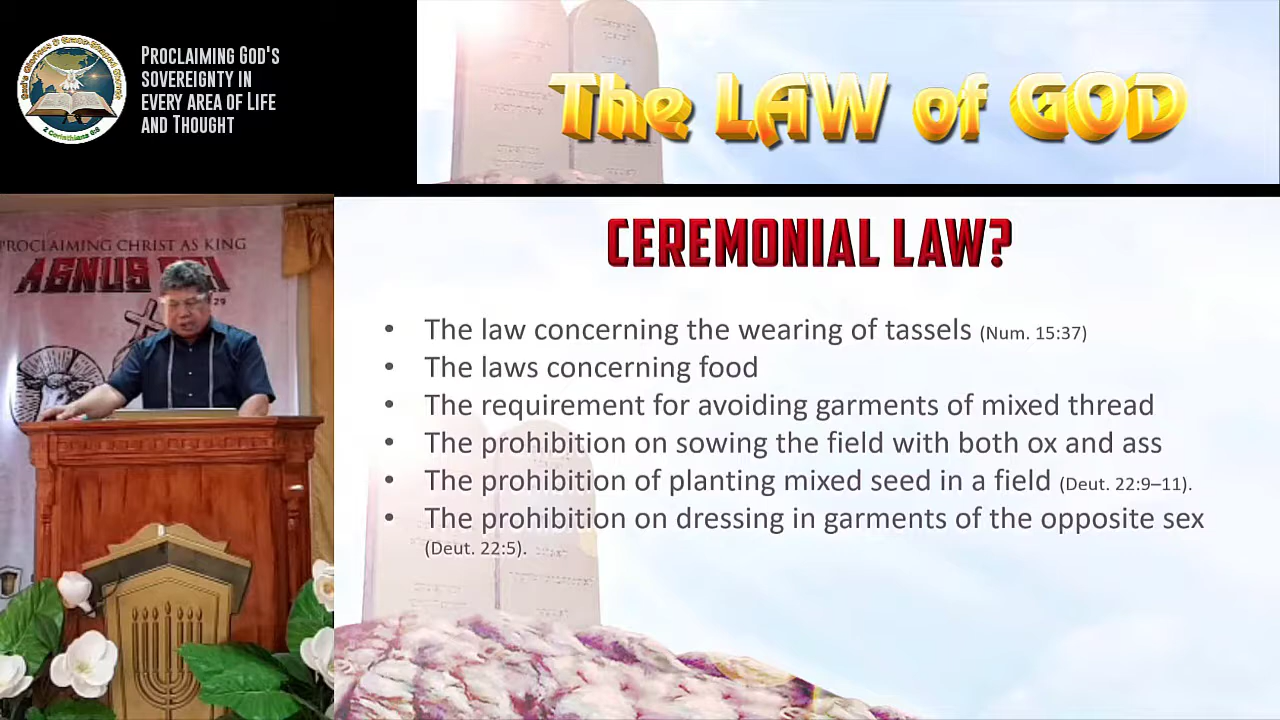 PROCLAIMING GOD'S
SOVEREIGNTY IN
EVERY AREA OF LIFE
AND THOUGHT
2 Corinthians
The LAW of GOD
PROCLAIMING CHRIST AS KING
AGNUS
29
CEREMONIAL LAW?
• The law concerning the wearing of tassels (Num. 15:37)
• The laws concerning food
• The requirement for avoiding garments of mixed thread
• The prohibition on sowing the field with both ox and ass
• The prohibition of planting mixed seed in a field (Deut. 22:9–11).
• The prohibition on dressing in garments of the opposite sex
(Deut. 22:5).